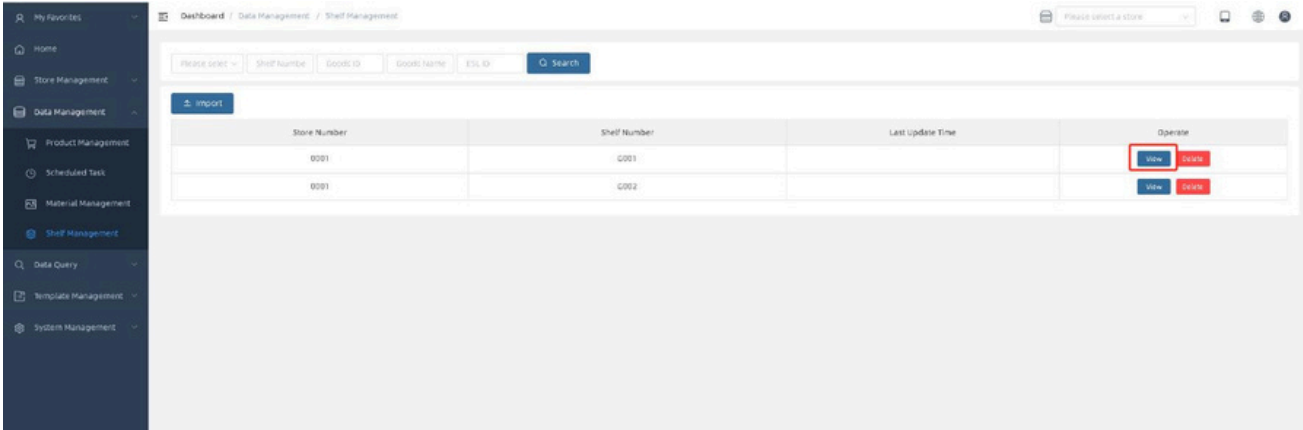 My Favorites
Dashboard / Data Management / Shelf Management
Please select a store
Home
Please selec
Shelf Numbe
Goods ID
Goods Name
ESL ID
Search
Store Management
Data Management
Import
Store Number
Shelf Number
Last Update Time
Operate
Product Management
0001
G001
View
Delete
Scheduled Task
0001
G002
View
Delete
Material Management
Shelf Management
Data Query
Template Management
System Management